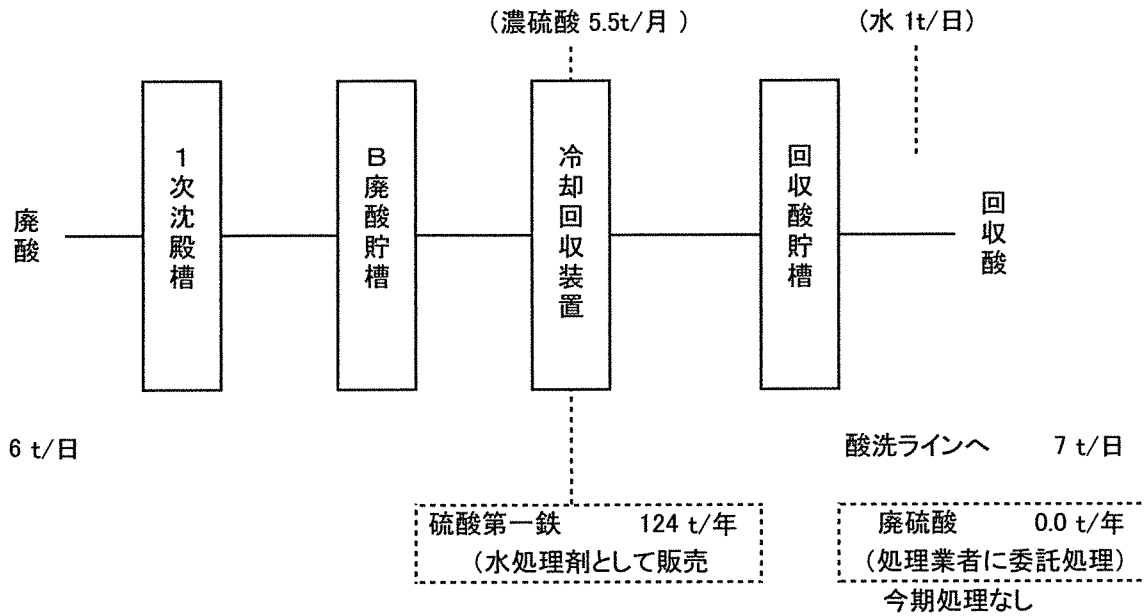 (濃硫酸 5.5t/月 )
(水 1t/日)
廃酸
1次沈殿槽
B廃酸貯槽
冷却回収装置
回収酸貯槽
回収酸
6 t/日
酸洗ラインへ 7 t/日
硫酸第一鉄 124 t/年
(水処理剤として販売
廃硫酸 0.0 t/年
(処理業者に委託処理)
今期処理なし